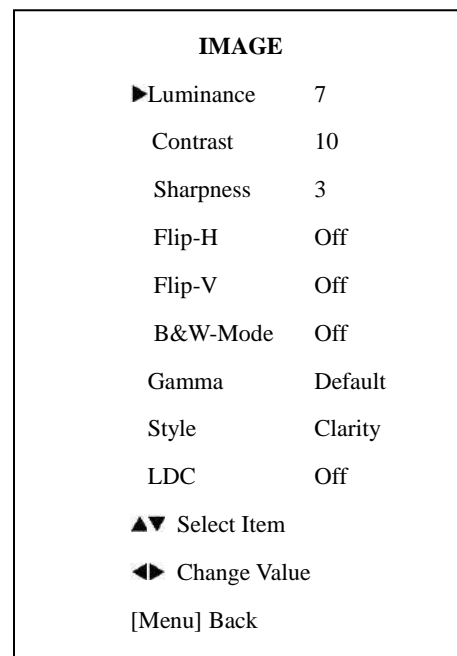 IMAGE
▶Luminance 7
Contrast 10
Sharpness 3
Flip-H Off
Flip-V Off
B&W-Mode Off
Gamma Default
Style Clarity
LDC Off
▲▼ Select Item
◀▶ Change Value
[Menu] Back